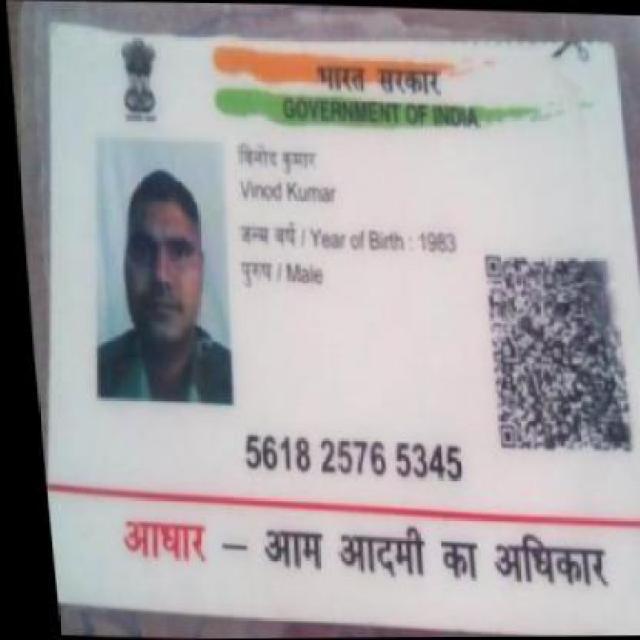 भारत सरकार
GOVERNMENT OF INDIA
विनोद कुमार
Vinod Kumar
जन्म वर्ष / Year of Birth : 1983
पुरुष / Male
5618 2576 5345
आधार – आम आदमी का अधिकार